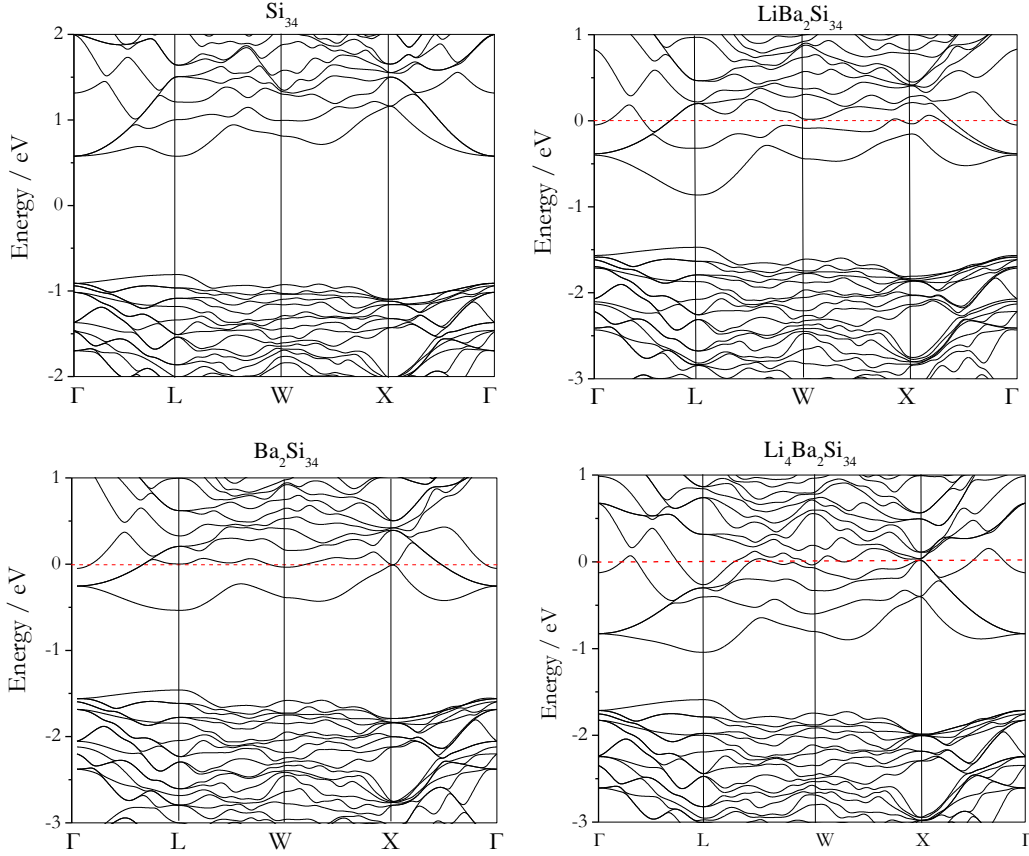 Si34
2
1
0
-1
-2
Energy / eV
Γ L W X Γ
LiBa2Si34
1
0
-1
-2
-3
Energy / eV
Γ L W X Γ
Ba2Si34
1
0
-1
-2
-3
Energy / eV
Γ L W X Γ
Li4Ba2Si34
1
0
-1
-2
-3
Energy / eV
Γ L W X Γ